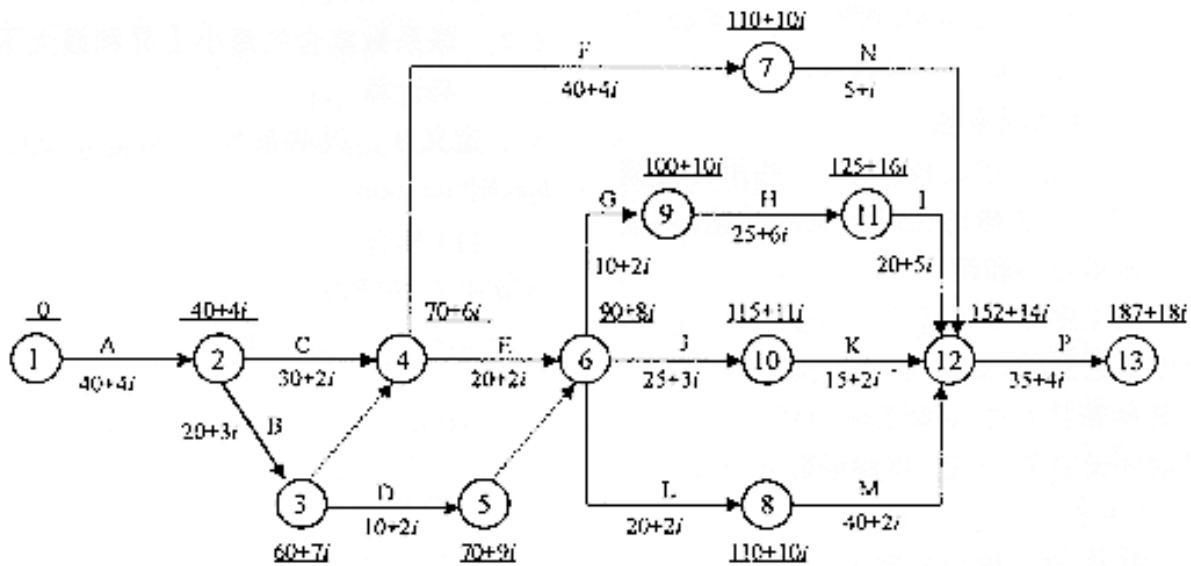 110+10i
F
7
N
40+4i
5+i
100+10i
125+16i
G
9
H
11
I
25+6i
10+2i
20+5i
0
40+4i
70+6i
90+8i
115+11i
152+14i
187+18i
1
A
2
C
4
E
6
J
10
K
12
P
13
40+4i
30+2i
20+2i
25+3i
15+2i
35+4i
20+3i
B
3
D
5
L
8
M
10+2i
20+2i
40+2i
60+7i
70+9i
110+10i